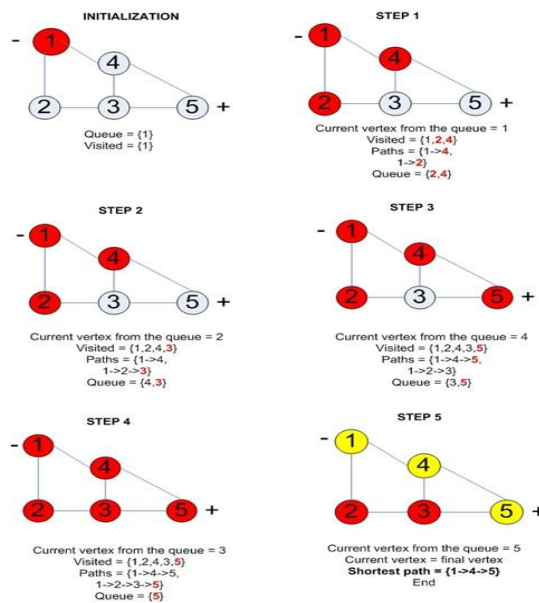 INITIALIZATION
-
1
4
2
3
5
+
Queue = {1}
Visited = {1}
STEP 1
-
1
4
2
3
5
+
Current vertex from the queue = 1
Visited = {1,2,4}
Paths = {1->4,
1->2}
Queue = {2,4}
STEP 2
-
1
4
2
3
5
+
Current vertex from the queue = 2
Visited = {1,2,4,3}
Paths = {1->4,
1->2->3}
Queue = {4,3}
STEP 3
-
1
4
2
3
5
+
Current vertex from the queue = 4
Visited = {1,2,4,3,5}
Paths = {1->4->5,
1->2->3}
Queue = {3,5}
STEP 4
-
1
4
2
3
5
+
Current vertex from the queue = 3
Visited = {1,2,4,3,5}
Paths = {1->4->5,
1->2->3->5}
Queue = {5}
STEP 5
-
1
4
2
3
5
+
Current vertex from the queue = 5
Current vertex = final vertex
Shortest path = {1->4->5}
End